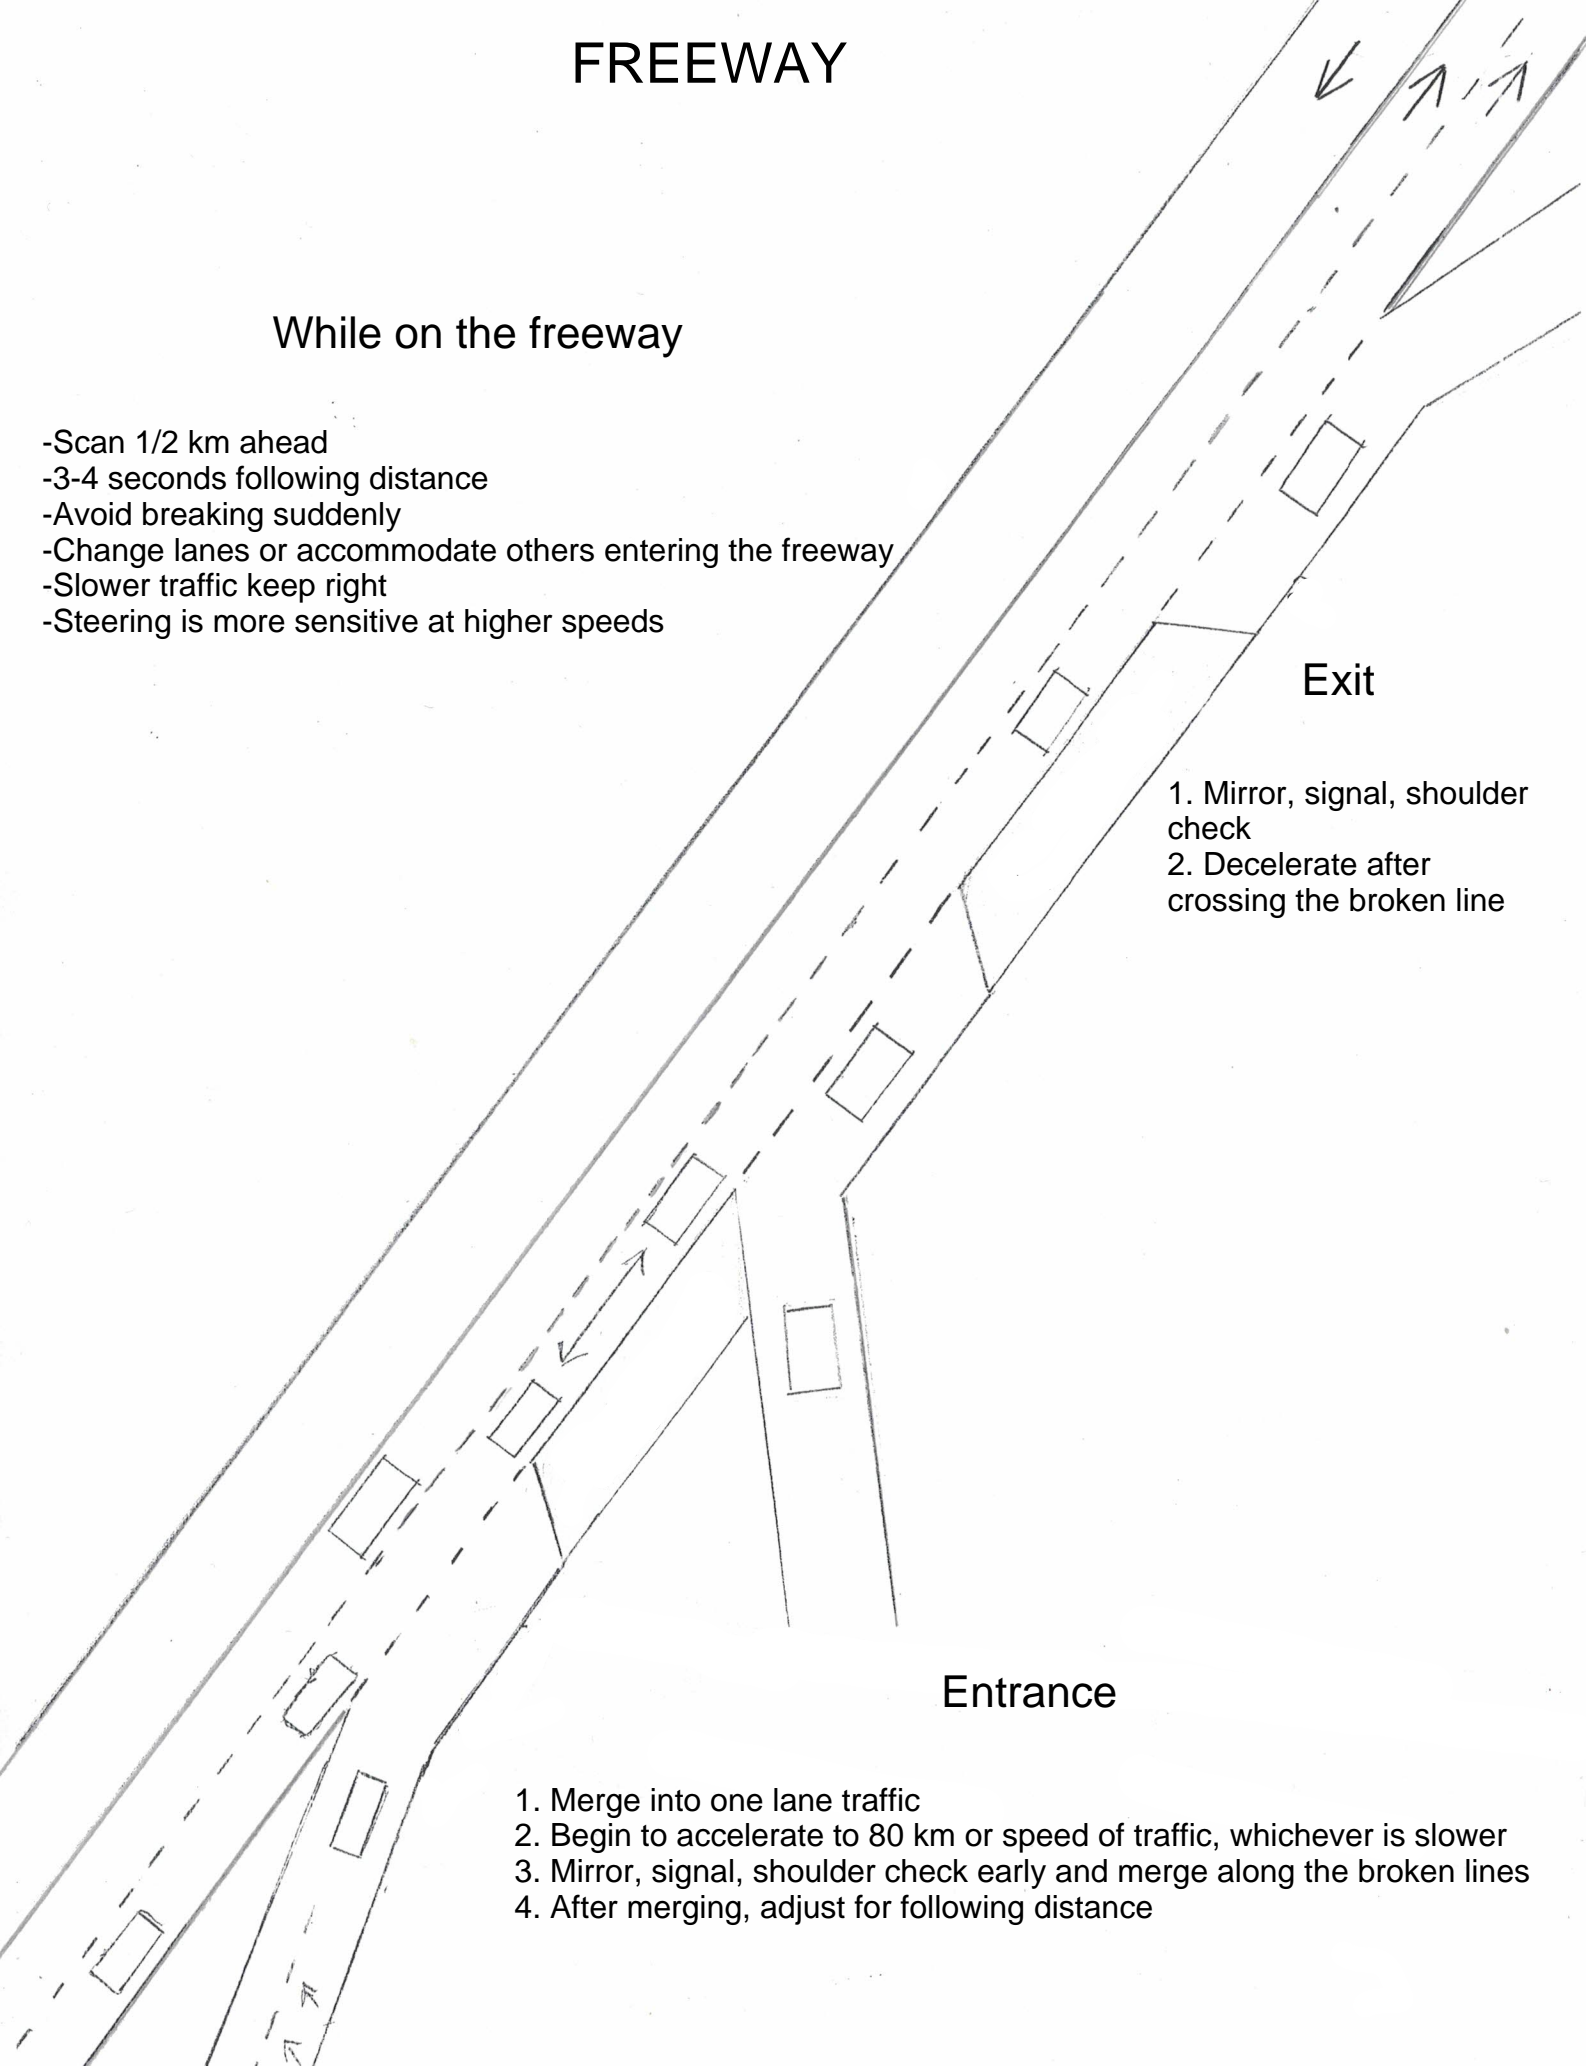 FREEWAY
While on the freeway
-Scan 1/2 km ahead
-3-4 seconds following distance
-Avoid breaking suddenly
-Change lanes or accommodate others entering the freeway
-Slower traffic keep right
-Steering is more sensitive at higher speeds
Exit
1. Mirror, signal, shoulder
check
2. Decelerate after
crossing the broken line
Entrance
1. Merge into one lane traffic
2. Begin to accelerate to 80 km or speed of traffic, whichever is slower
3. Mirror, signal, shoulder check early and merge along the broken lines
4. After merging, adjust for following distance